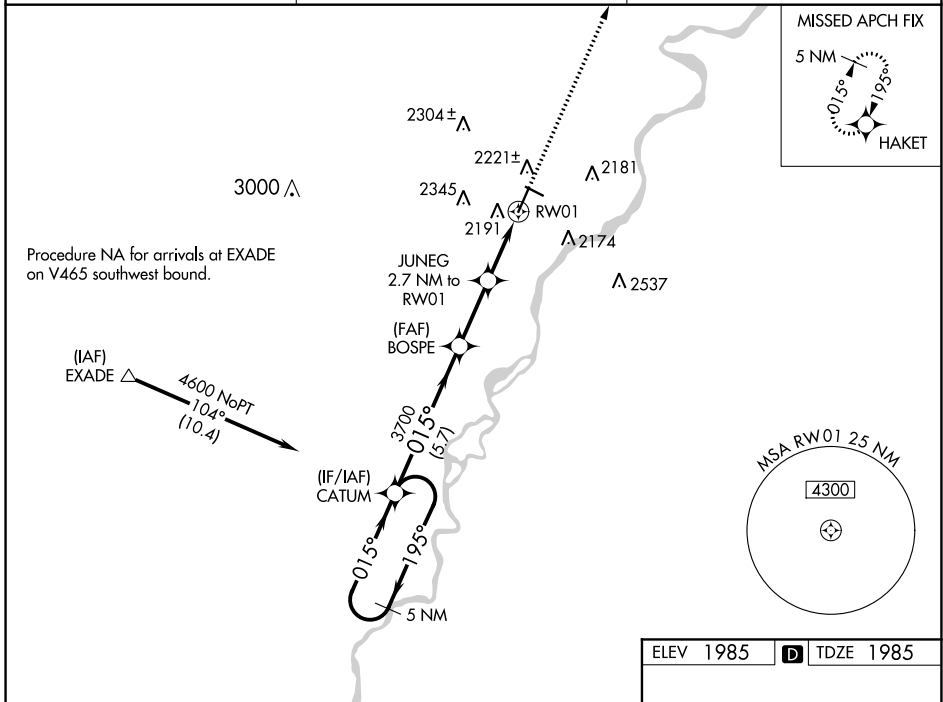 MISSED APCH FIX
5 NM
015°
195°
HAKET
2304±
2221±
2181
3000
2345
2191
RW01
2174
Procedure NA for arrivals at EXADE
on V465 southwest bound.
JUNEG
2.7 NM to
RW01
2537
(FAF)
BOSPE
(IAF)
EXADE
4600 NoPT
104°
(10.4)
3700
015°
(5.7)
(IF/IAF)
CATUM
015°
195°
5 NM
MSA RW01 25 NM
4300
ELEV 1985 D TDZE 1985